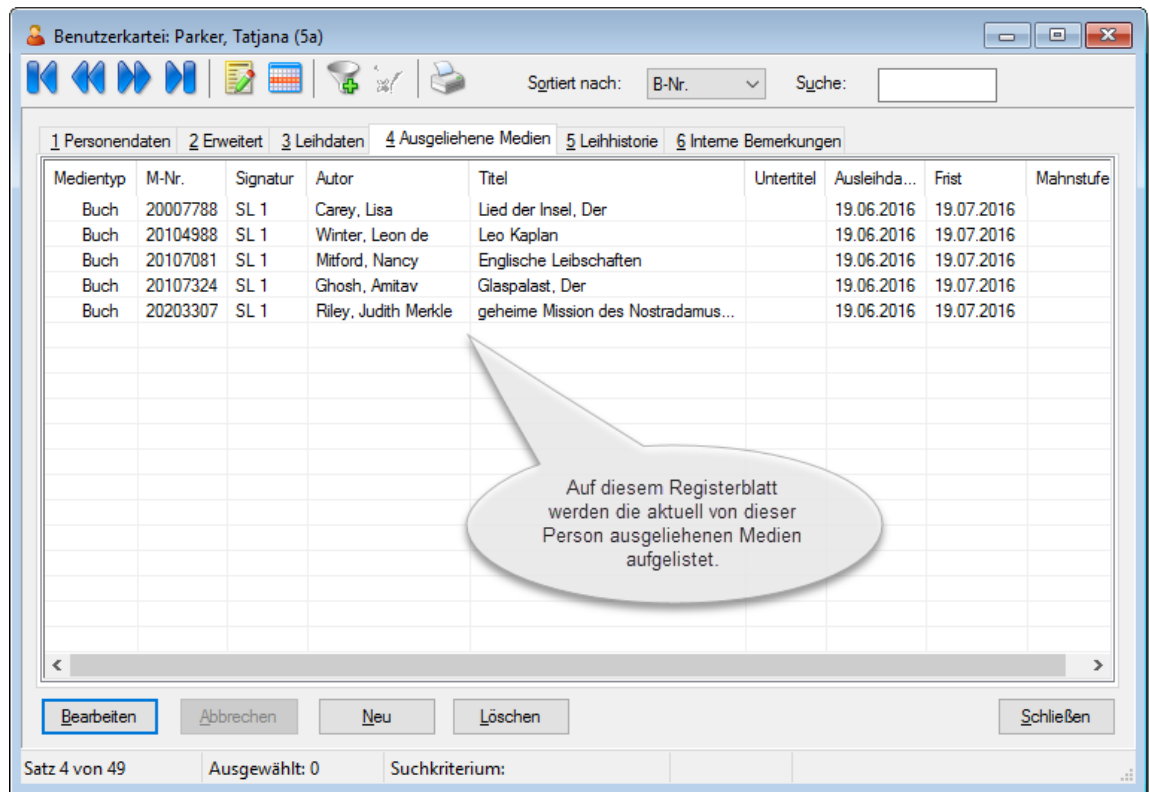 Benutzerkartei: Parker, Tatjana (5a)
Sortiert nach: B-Nr. Suche:
1 Personendaten 2 Erweitert 3 Leihdaten 4 Ausgeliehene Medien 5 Leihhistorie 6 Interne Bemerkungen
Medientyp M-Nr. Signatur Autor Titel Untertitel Ausleihda... Frist Mahnstufe
Buch 20007788 SL 1 Carey, Lisa Lied der Insel, Der 19.06.2016 19.07.2016
Buch 20104988 SL 1 Winter, Leon de Leo Kaplan 19.06.2016 19.07.2016
Buch 20107081 SL 1 Mitford, Nancy Englische Leibschaften 19.06.2016 19.07.2016
Buch 20107324 SL 1 Ghosh, Amitav Glaspalast, Der 19.06.2016 19.07.2016
Buch 20203307 SL 1 Riley, Judith Merkle geheime Mission des Nostradamus... 19.06.2016 19.07.2016
Auf diesem Registerblatt
werden die aktuell von dieser
Person ausgeliehenen Medien
aufgelistet.
Bearbeiten Abbrechen Neu Löschen Schließen
Satz 4 von 49 Ausgewählt: 0 Suchkriterium: